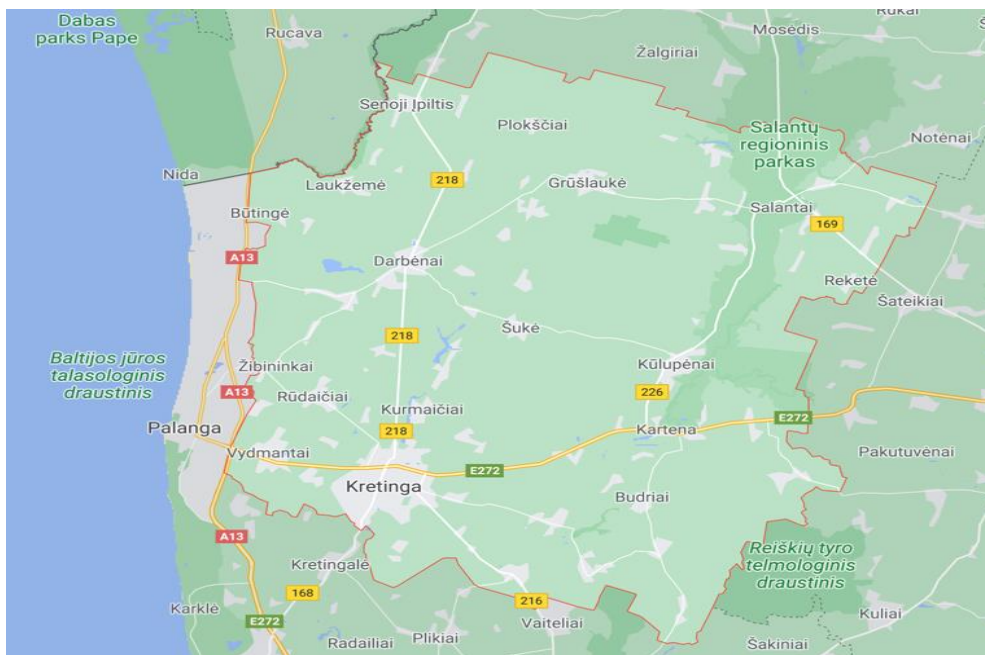 Dabas
parks Pape
Rucava
Mosėdis
Žalgiriai
Senoji Įpiltis
Plokščiai
Salantų
regioninis
parkas
Notėnai
Nida
Laukžemė
218
Grūšlaukė
Būtingė
Salantai
169
A13
Darbėnai
Reketė
Šateikiai
218
Šukė
Baltijos jūros
talasologinis
draustinis
Žibininkai
Kūlupėnai
A13
Rūdaičiai
226
Kurmaičiai
E272
Palanga
218
Kartena
Vydmantai
Pakutuvėnai
E272
Kretinga
Budriai
A13
Reiškių tyro
telmologinis
draustinis
Kretingalė
168
216
Karklė
E272
Vaiteliai
Kuliai
Radailiai
Plikiai
Šakiniai